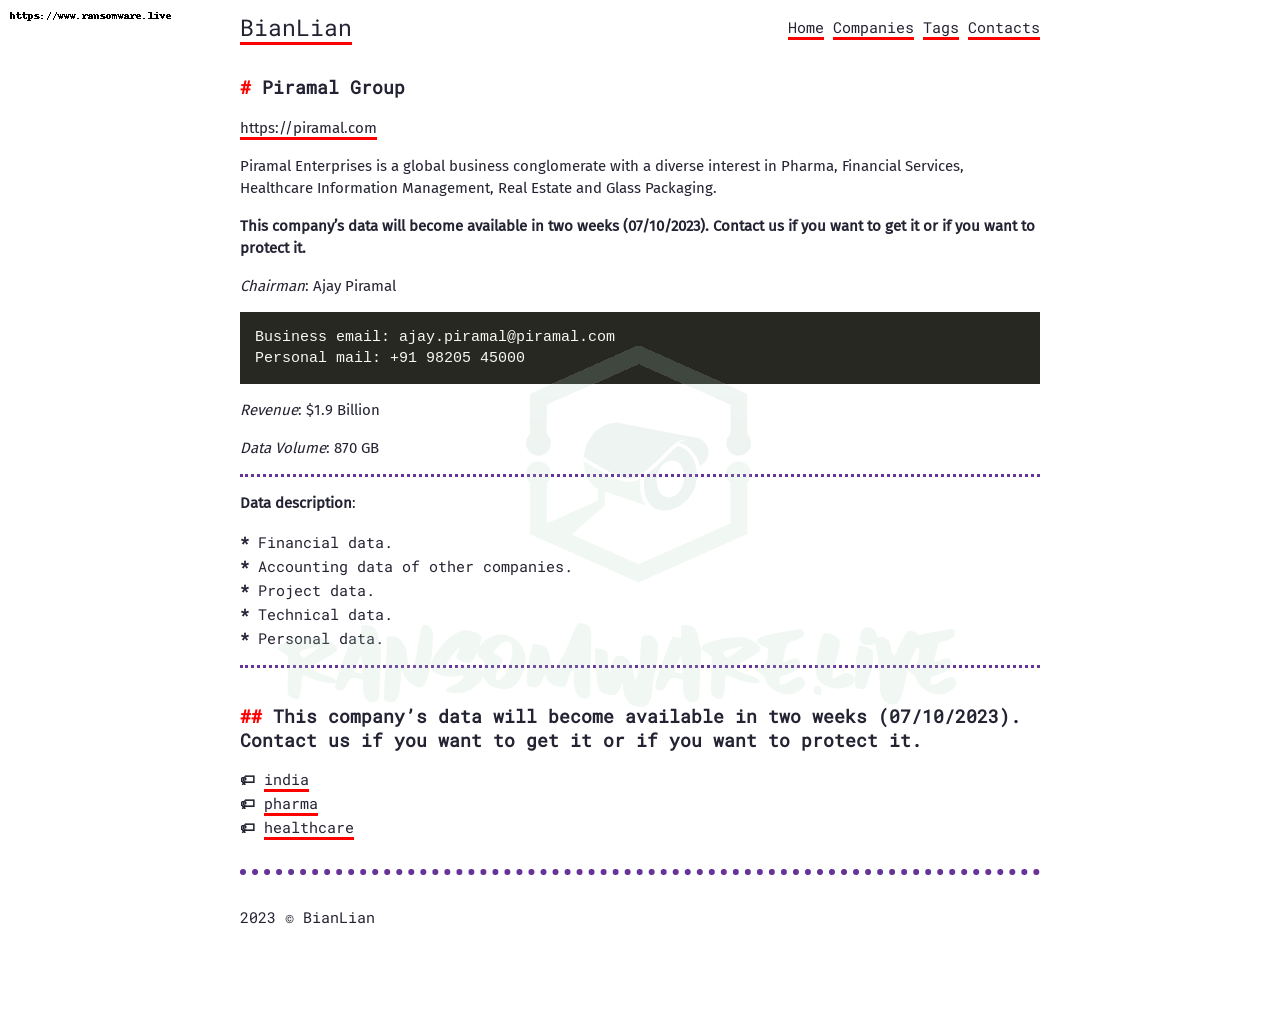 https://www.ransomware.live
BianLian
Home Companies Tags Contacts
# Piramal Group
https://piramal.com
Piramal Enterprises is a global business conglomerate with a diverse interest in Pharma, Financial Services,
Healthcare Information Management, Real Estate and Glass Packaging.
This company’s data will become available in two weeks (07/10/2023). Contact us if you want to get it or if you want to
protect it.
Chairman: Ajay Piramal
Business email: ajay.piramal@piramal.com
Personal mail: +91 98205 45000
Revenue: $1.9 Billion
Data Volume: 870 GB
Data description:
* Financial data.
* Accounting data of other companies.
* Project data.
* Technical data.
* Personal data.
RANSOMWARE.LIVE
## This company’s data will become available in two weeks (07/10/2023).
Contact us if you want to get it or if you want to protect it.
india
pharma
healthcare
2023 © BianLian